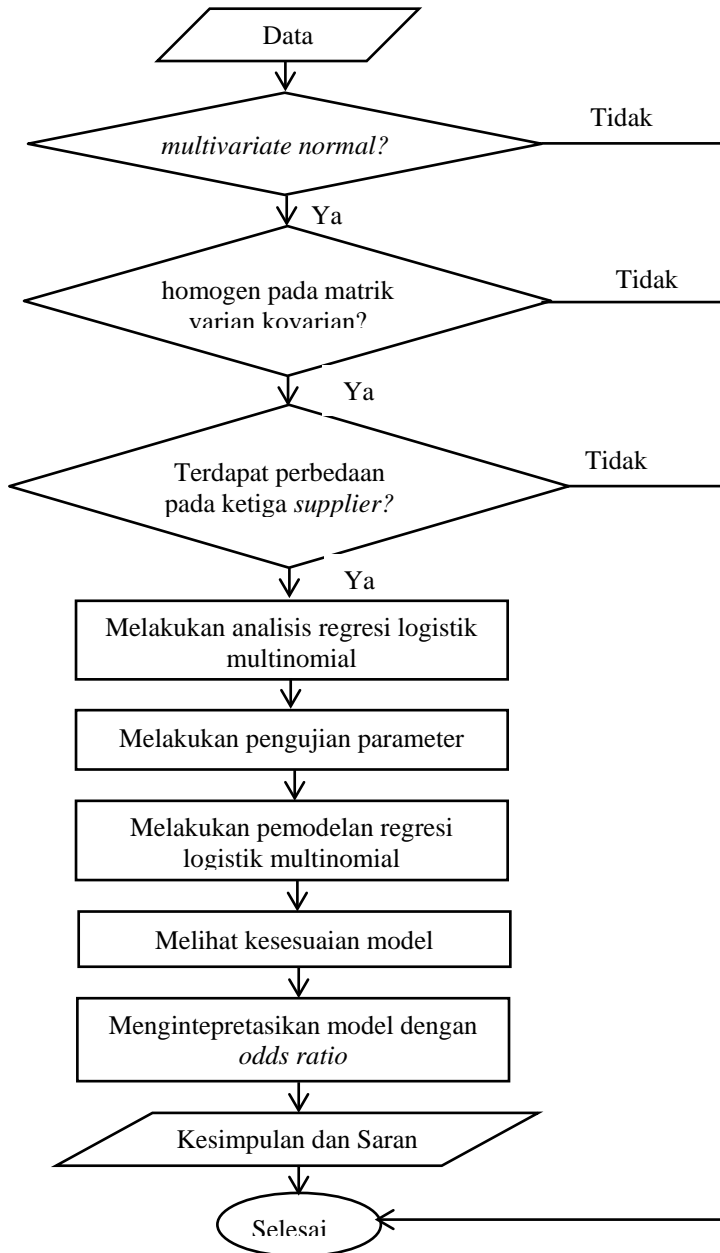 Data
multivariate normal?
Tidak
Ya
homogen pada matrik
varian kovarian?
Tidak
Ya
Terdapat perbedaan
pada ketiga supplier?
Tidak
Ya
Melakukan analisis regresi logistik
multinomial
Melakukan pengujian parameter
Melakukan pemodelan regresi
logistik multinomial
Melihat kesesuaian model
Mengintepretasikan model dengan
odds ratio
Kesimpulan dan Saran
Selesai